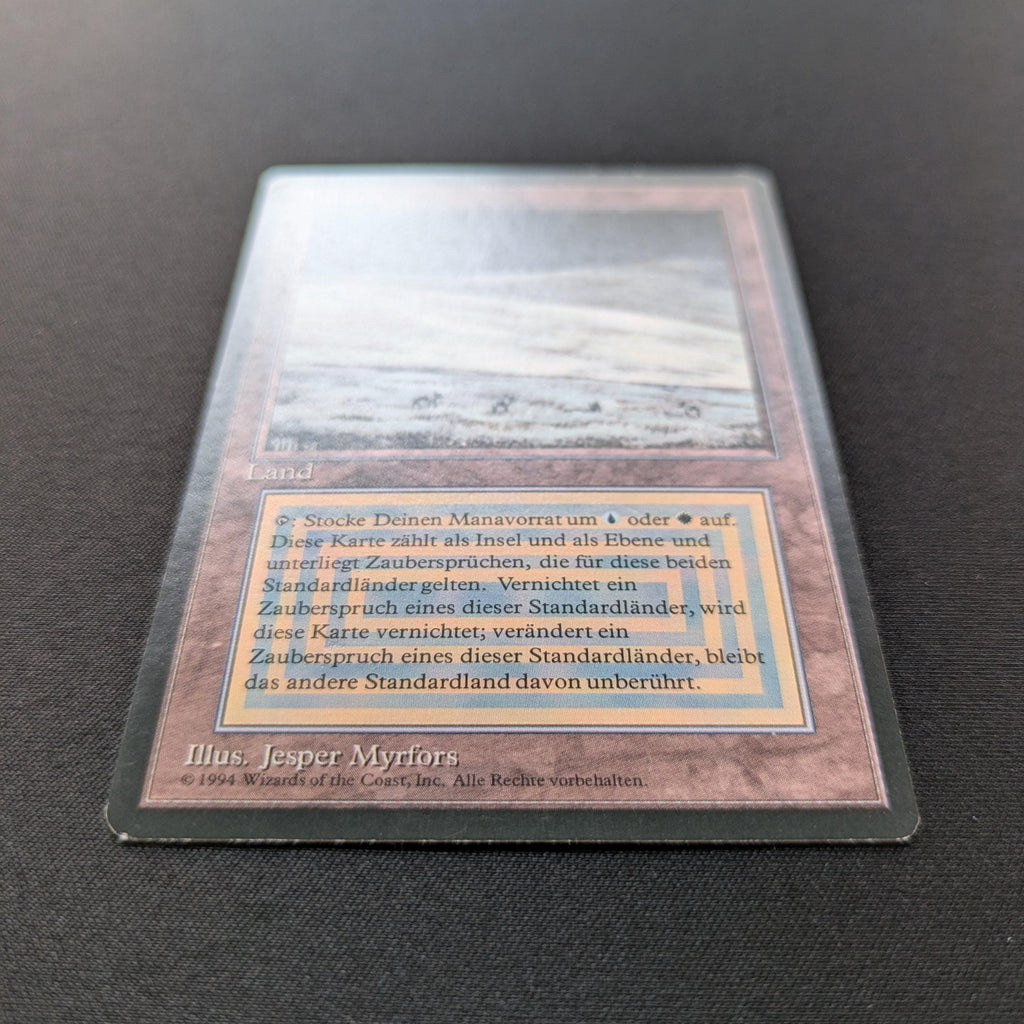 Land
: Stocke Deinen Manavorrat um oder auf.
Diese Karte zählt als Insel und als Ebene und
unterliegt Zaubersprüchen, die für diese beiden
Standardländer gelten. Vernichtet ein
Zauberspruch eines dieser Standardländer, wird
diese Karte vernichtet; verändert ein
Zauberspruch eines dieser Standardländer, bleibt
das andere Standardland davon unberührt.
Illus. Jesper Myrfors
© 1994 Wizards of the Coast, Inc. Alle Rechte vorbehalten.